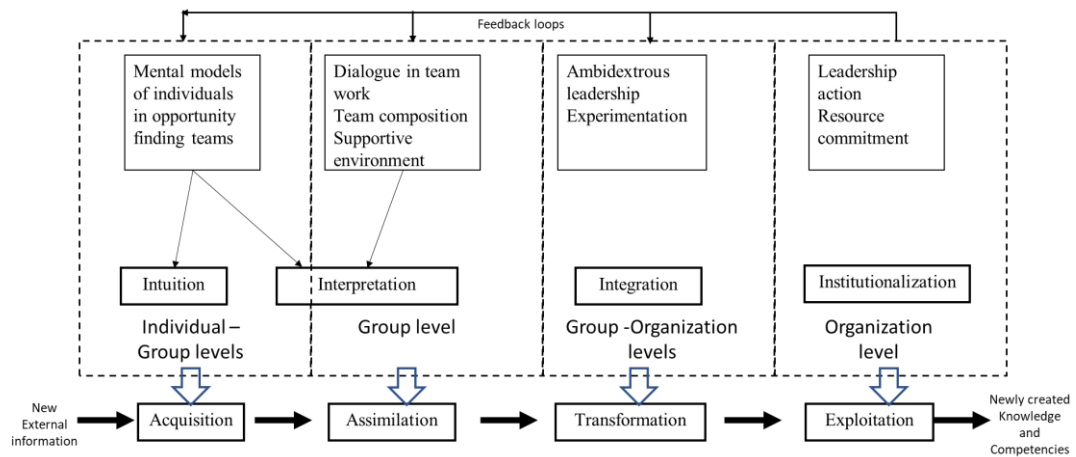 Feedback loops
Mental models
of individuals
in opportunity
finding teams
Dialogue in team
work
Team composition
Supportive
environment
Ambidextrous
leadership
Experimentation
Leadership
action
Resource
commitment
Intuition
Interpretation
Integration
Institutionalization
Individual –
Group levels
Group level
Group -Organization
levels
Organization
level
New
External
information
Acquisition
Assimilation
Transformation
Exploitation
Newly created
Knowledge
and
Competencies